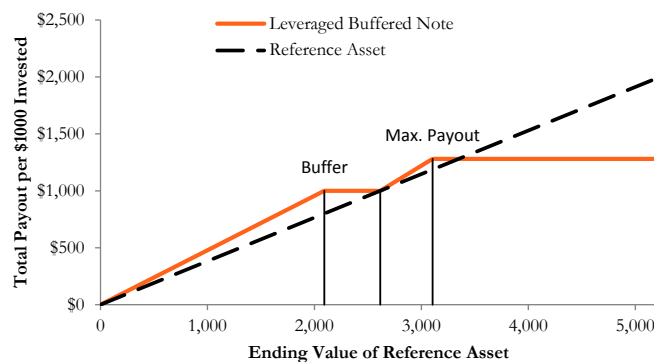 Leveraged Buffered Note
Reference Asset
Total Payout per $1000 Invested
$2,500
$2,000
$1,500
$1,000
$500
$0
Buffer
Max. Payout
0
1,000
2,000
3,000
4,000
5,000
Ending Value of Reference Asset